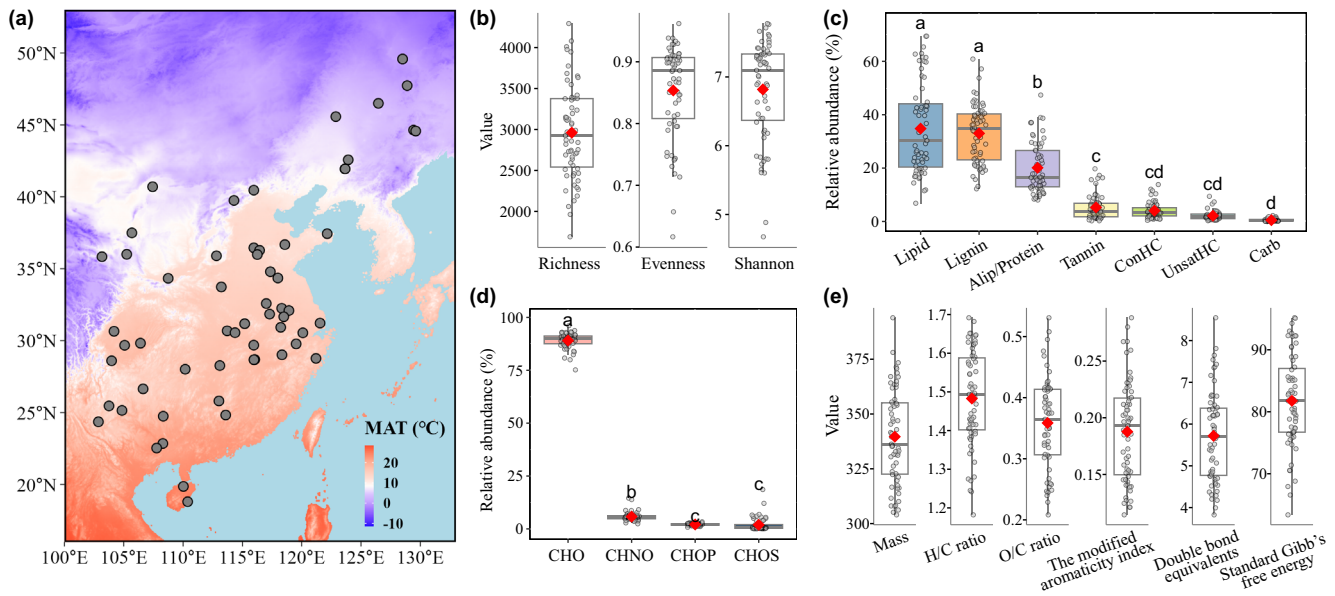 (a)
50°N
45°N
40°N
35°N
30°N
25°N
20°N
100°E
105°E
110°E
115°E
120°E
125°E
130°E
MAT (°C)
20
10
0
-10
(b)
Value
4000
3500
3000
2500
2000
Richness
0.9
0.8
0.7
0.6
Evenness
7
6
5
Shannon
(c)
Relative abundance (%)
60
40
20
0
a
a
b
c
cd
cd
d
Lipid
Lignin
Alip/Protein
Tannin
ConHC
UnsatHC
Carb
(d)
Relative abundance (%)
100
75
50
25
0
a
b
c
c
CHO
CHNO
CHOP
CHOS
(e)
Value
375
350
325
300
Mass
1.7
1.6
1.5
1.4
1.3
1.2
H/C ratio
0.5
0.4
0.3
0.2
O/C ratio
0.25
0.20
0.15
The modified
aromaticity index
8
7
6
5
4
Double bond
equivalents
90
80
70
Standard Gibb's
free energy